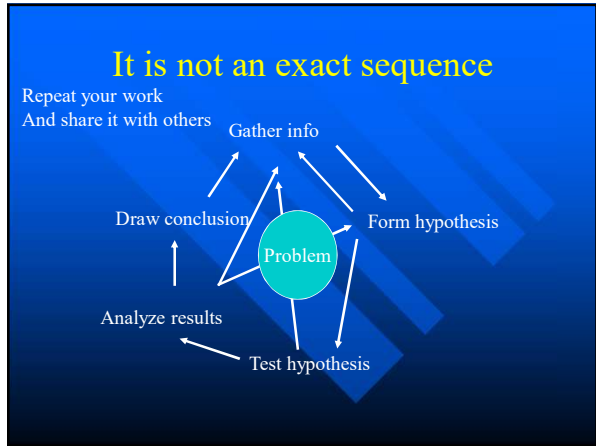 It is not an exact sequence
Repeat your work
And share it with others
Gather info
Draw conclusion
Form hypothesis
Problem
Analyze results
Test hypothesis